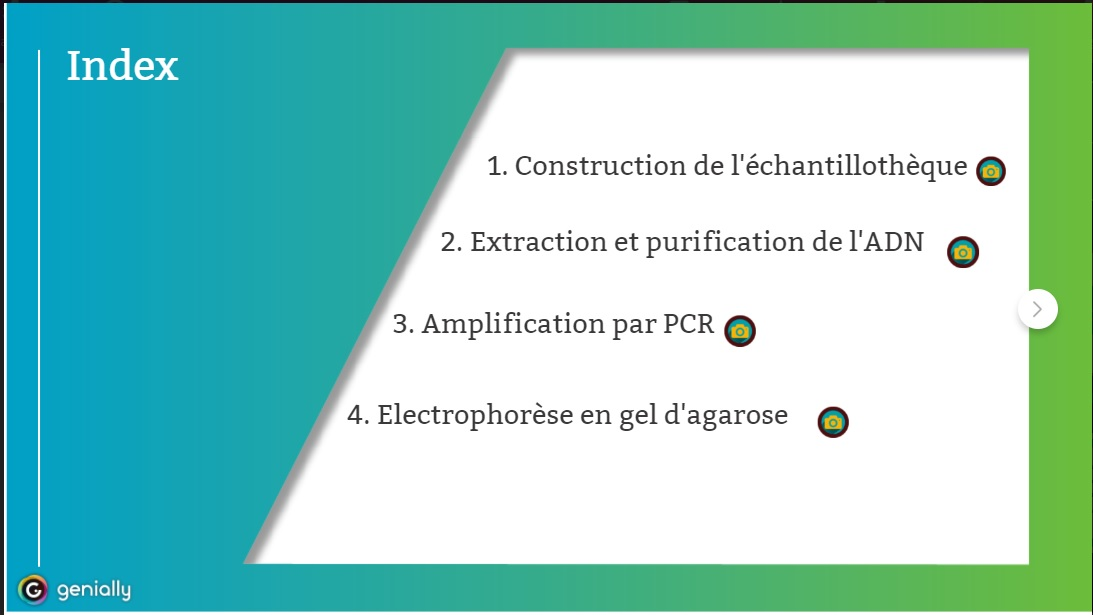 Index
1. Construction de l'échantillothèque
2. Extraction et purification de l'ADN
3. Amplification par PCR
4. Electrophorèse en gel d'agarose
G genially